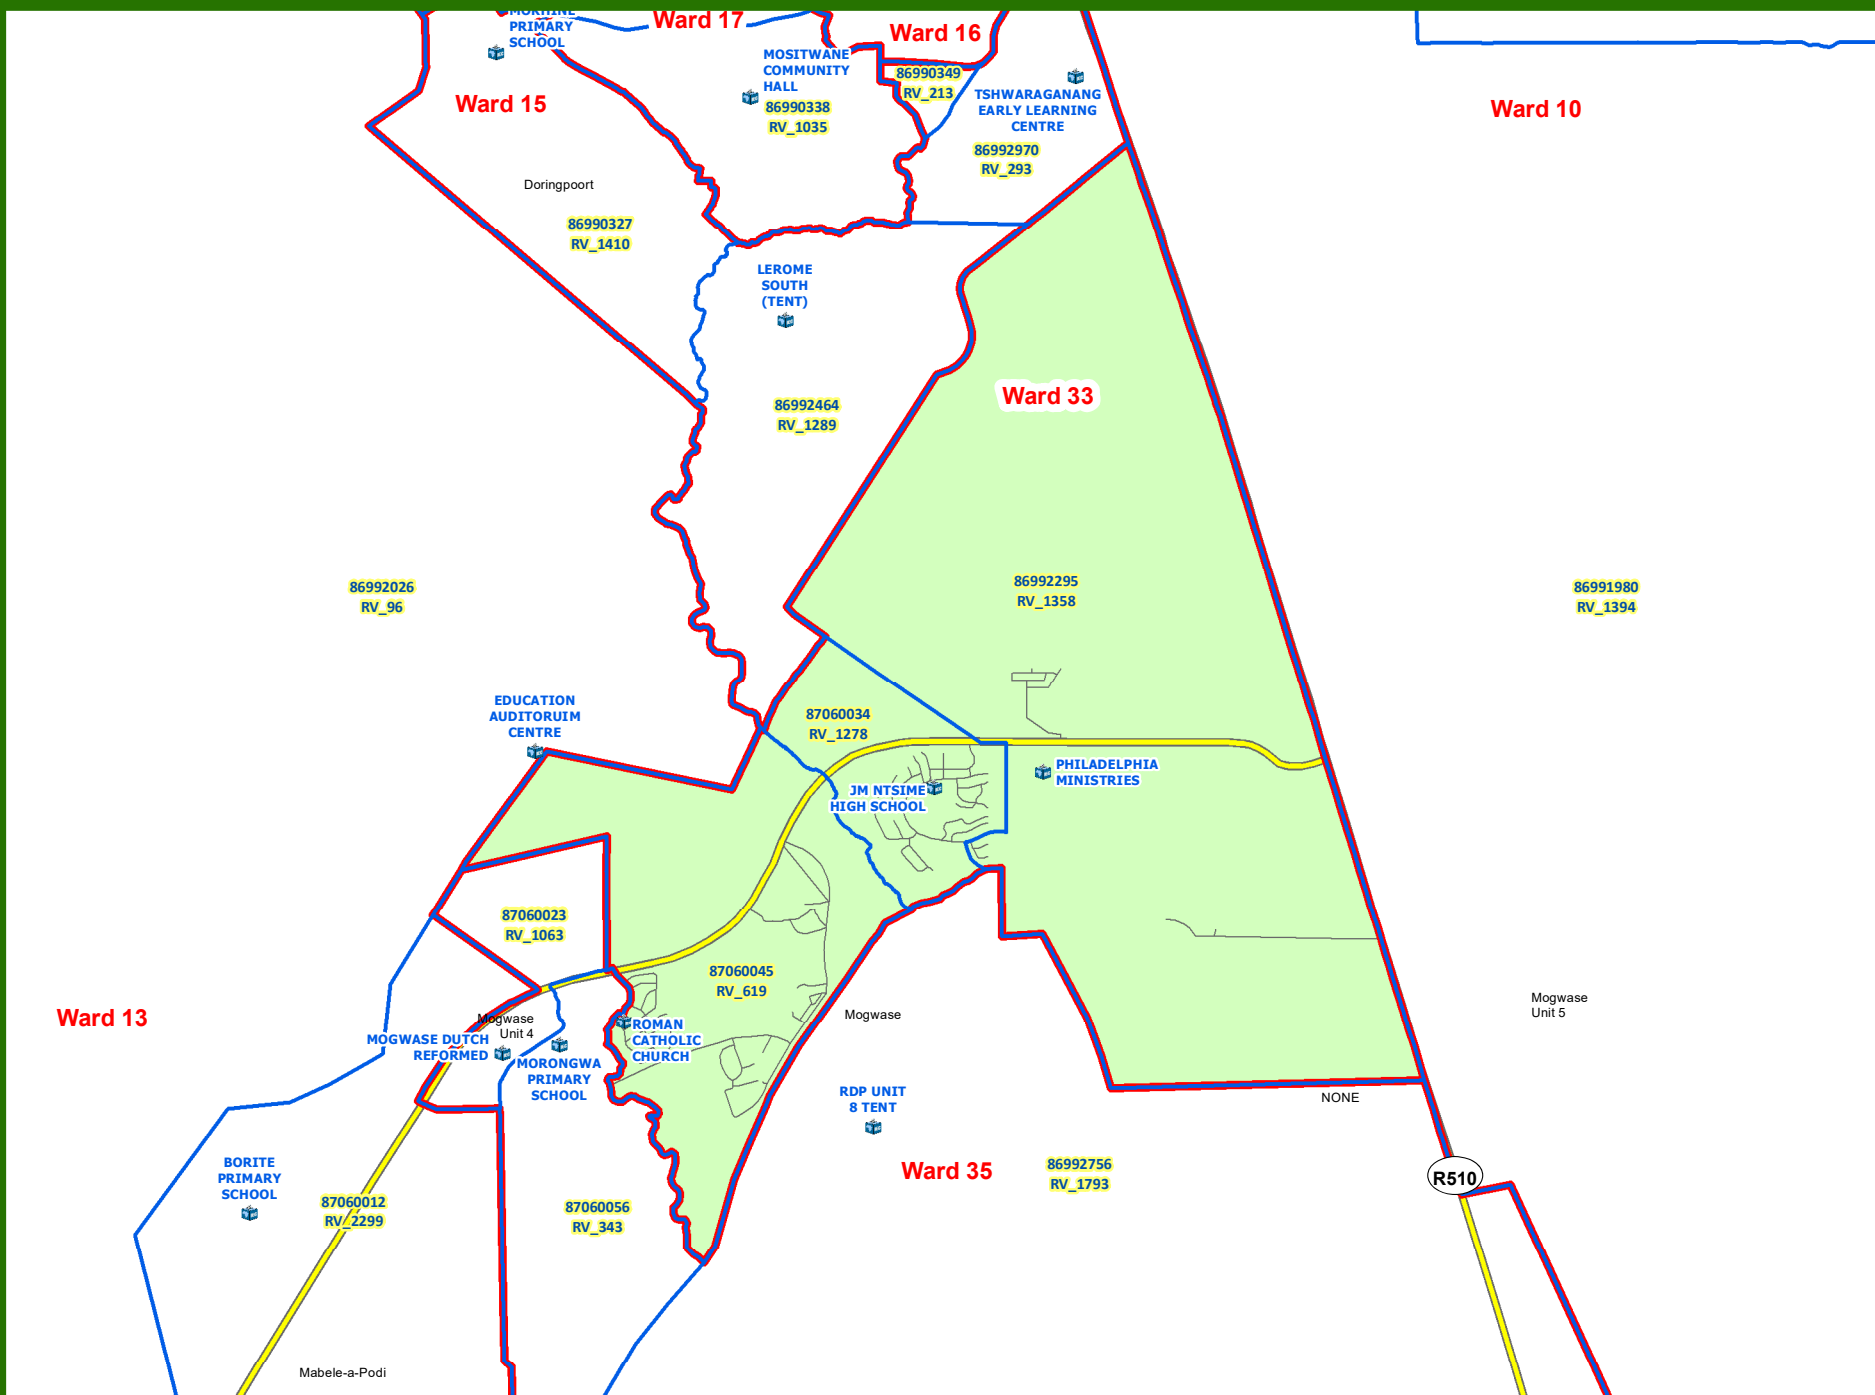 MORHINE
PRIMARY
SCHOOL
Ward 17
Ward 16
MOSITWANE
COMMUNITY
HALL
86990338
RV_1035
86990349
RV_213
TSHWARAGANANG
EARLY LEARNING
CENTRE
86992970
RV_293
Ward 15
Ward 10
Doringpoort
86990327
RV_1410
LEROME
SOUTH
(TENT)
86992464
RV_1289
Ward 33
86992026
RV_96
86992295
RV_1358
86991980
RV_1394
EDUCATION
AUDITORUIM
CENTRE
87060034
RV_1278
PHILADELPHIA
MINISTRIES
JM NTSIME
HIGH SCHOOL
87060023
RV_1063
87060045
RV_619
Ward 13
Mogwase
Unit 4
MOGWASE DUTCH
REFORMED
MORONGWA
PRIMARY
SCHOOL
ROMAN
CATHOLIC
CHURCH
Mogwase
Mogwase
Unit 5
RDP UNIT
8 TENT
NONE
BORITE
PRIMARY
SCHOOL
87060012
RV_2299
87060056
RV_343
Ward 35
86992756
RV_1793
R510
Mabele-a-Podi